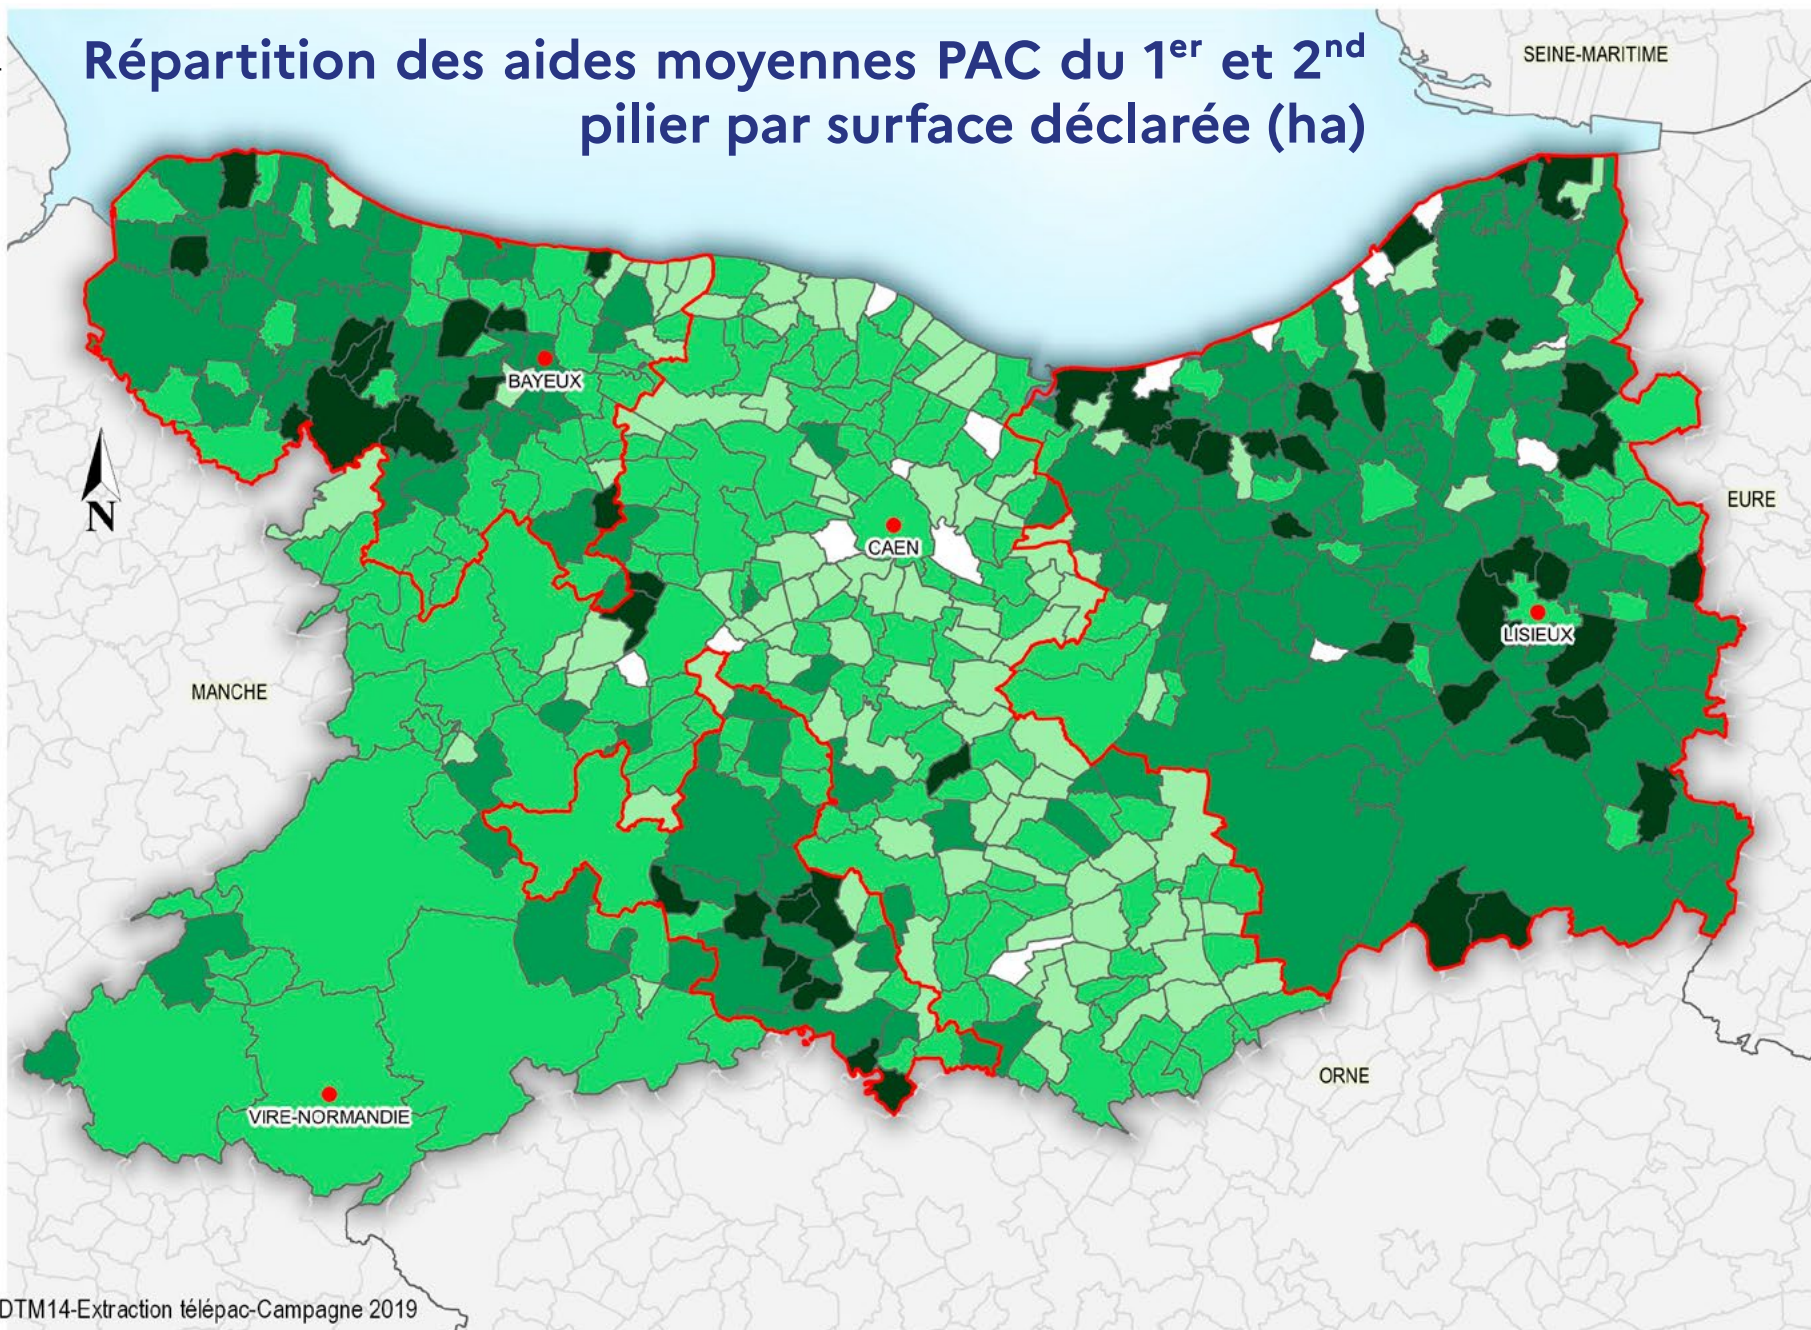 Répartition des aides moyennes PAC du 1er et 2nd
pilier par surface déclarée (ha)
SEINE-MARITIME
BAYEUX
N
CAEN
EURE
LISIEUX
MANCHE
ORNE
VIRE-NORMANDIE
DTM14-Extraction télépac-Campagne 2019